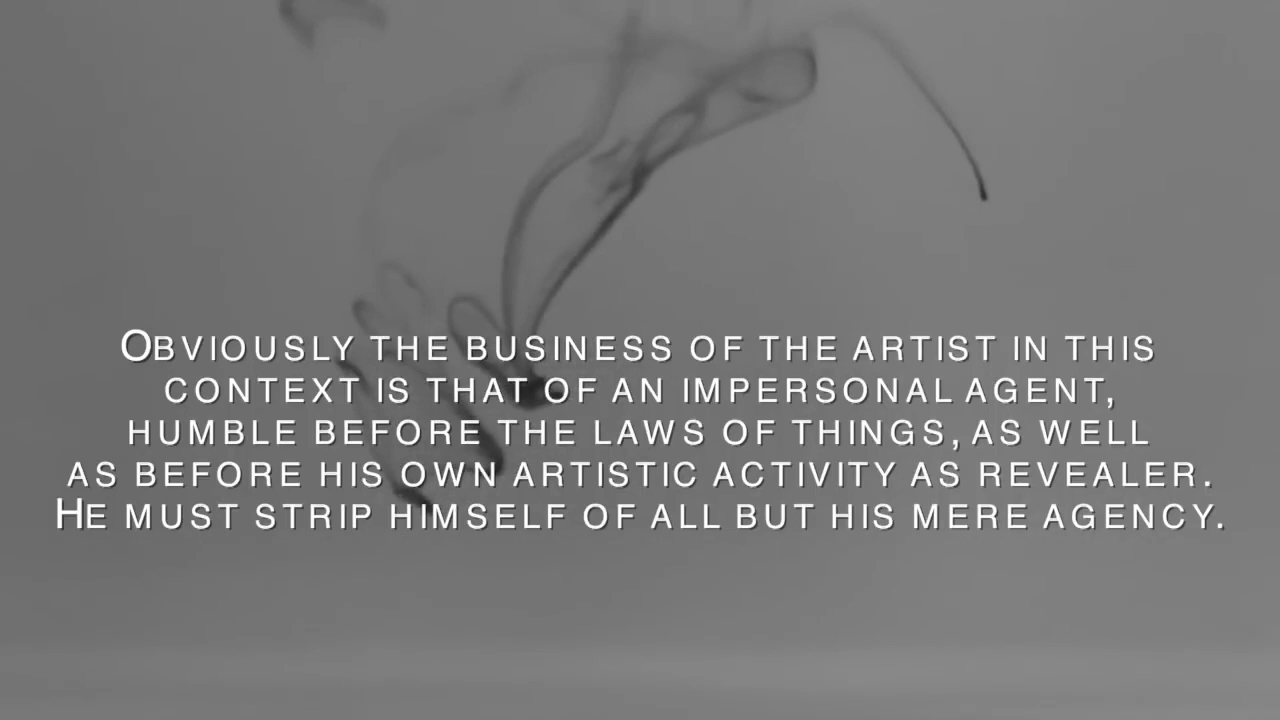 Obviously the business of the artist in this
context is that of an impersonal agent,
humble before the laws of things, as well
as before his own artistic activity as revealer.
He must strip himself of all but his mere agency.